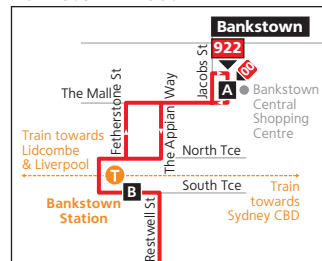 Bankstown
922
100
A
Jacobs St
Bankstown
Central
Shopping
Centre
Fetherstone St
The Mall
The Appian Way
Train towards
Lidcombe
& Liverpool
North Tce
T
Bankstown
Station
B
South Tce
Train
towards
Sydney CBD
Restwell St